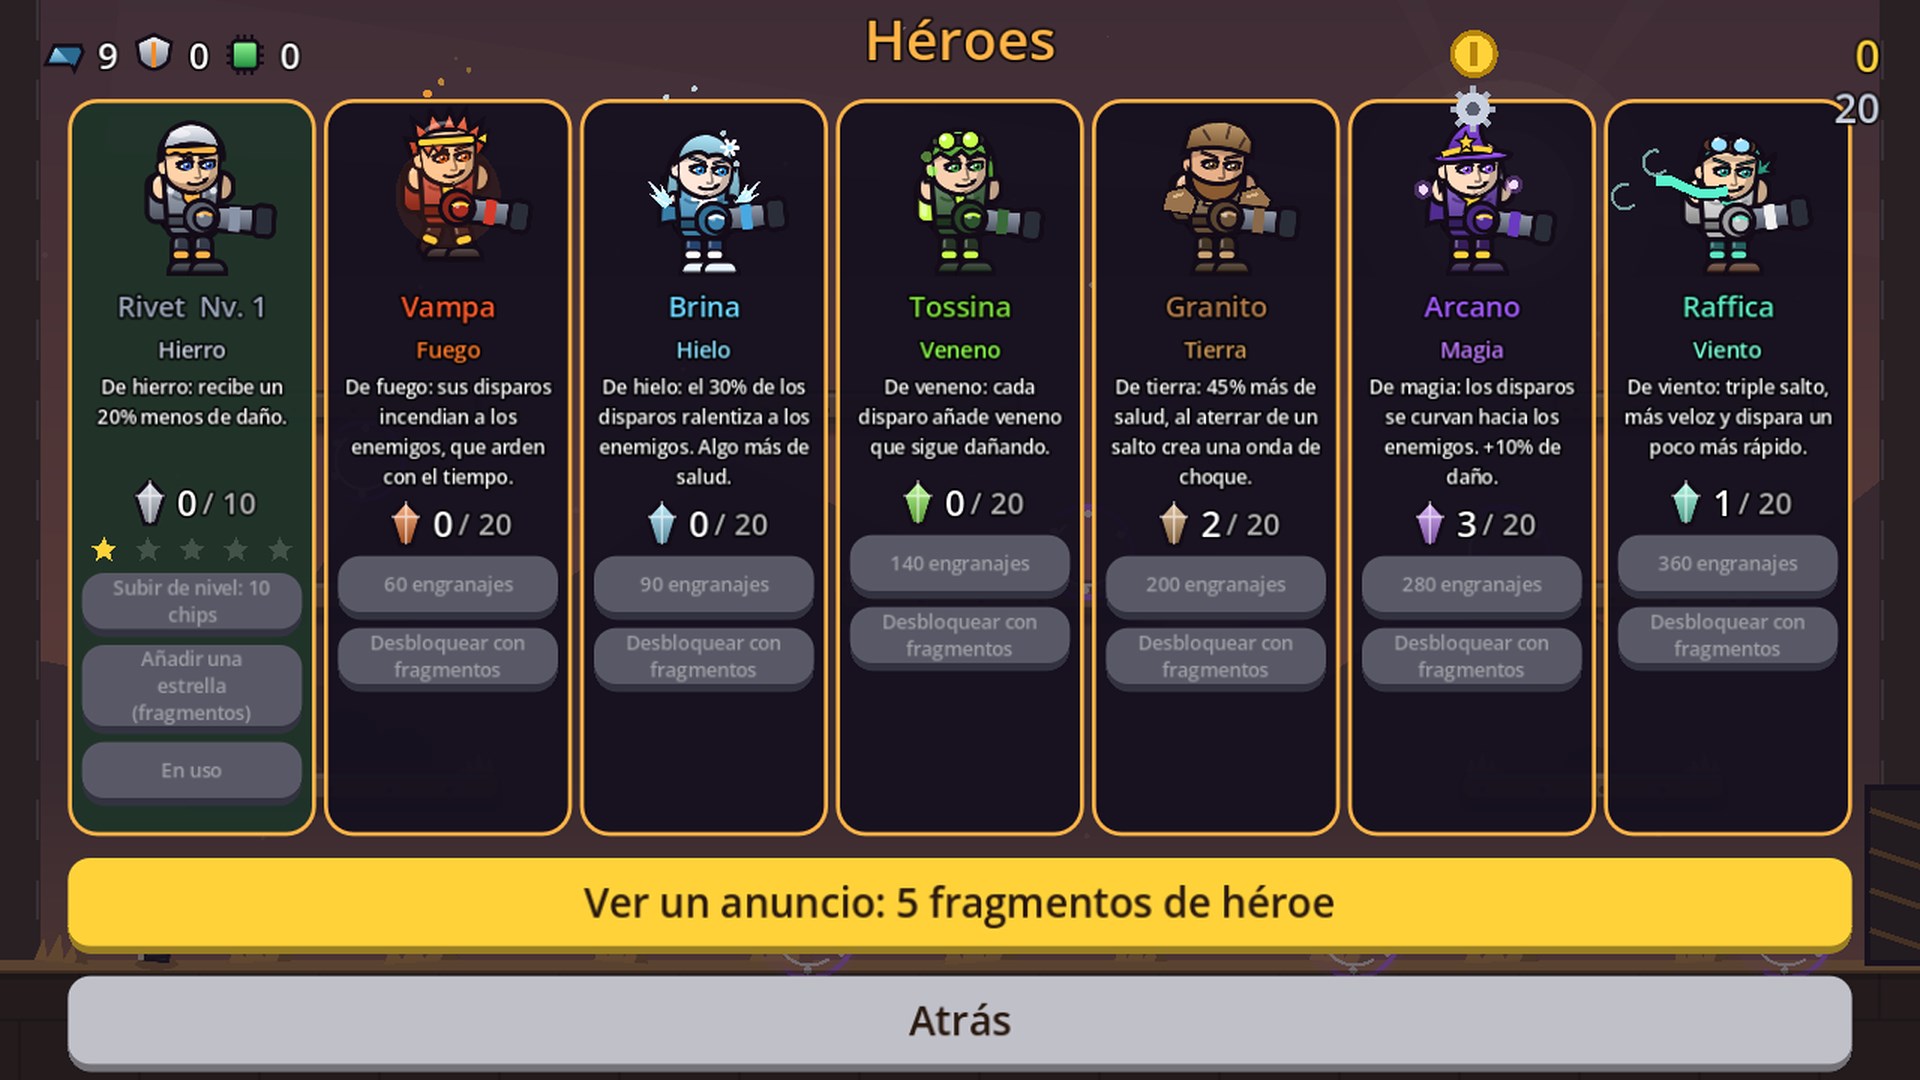 Héroes
9 0 0
0
20
Rivet Nv. 1
Hierro
De hierro: recibe un
20% menos de daño.
0 / 10
Subir de nivel: 10
chips
Añadir una
estrella
(fragmentos)
En uso
Vampa
Fuego
De fuego: sus disparos
incendian a los
enemigos, que arden
con el tiempo.
0 / 20
60 engranajes
Desbloquear con
fragmentos
Brina
Hielo
De hielo: el 30% de los
disparos ralentiza a los
enemigos. Algo más de
salud.
0 / 20
90 engranajes
Desbloquear con
fragmentos
Tossina
Veneno
De veneno: cada
disparo añade veneno
que sigue dañando.
0 / 20
140 engranajes
Desbloquear con
fragmentos
Granito
Tierra
De tierra: 45% más de
salud, al aterrar de un
salto crea una onda de
choque.
2 / 20
200 engranajes
Desbloquear con
fragmentos
Arcano
Magia
De magia: los disparos
se curvan hacia los
enemigos. +10% de
daño.
3 / 20
280 engranajes
Desbloquear con
fragmentos
Raffica
Viento
De viento: triple salto,
más veloz y dispara un
poco más rápido.
1 / 20
360 engranajes
Desbloquear con
fragmentos
Ver un anuncio: 5 fragmentos de héroe
Atrás